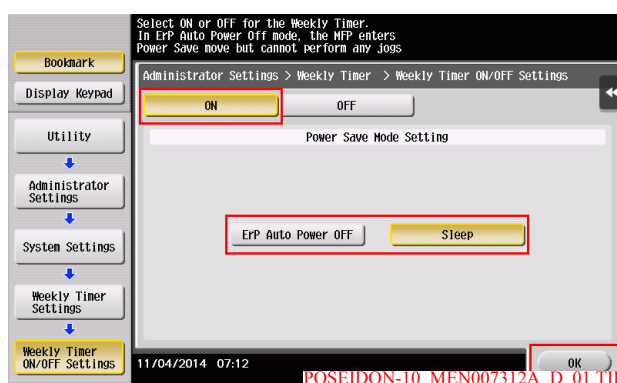 Select ON or OFF for the Weekly Timer.
In ErP Auto Power Off mode, the MFP enters
Power Save move but cannot perform any jogs
Bookmark
Display Keypad
Administrator Settings > Weekly Timer > Weekly Timer ON/OFF Settings
ON
OFF
Utility
Power Save Mode Setting
Administrator
Settings
ErP Auto Power OFF
Sleep
System Settings
Weekly Timer
Settings
Weekly Timer
ON/OFF Settings
11/04/2014 07:12
OK
POSEIDON-10_MEN007312A_D_01.TIF